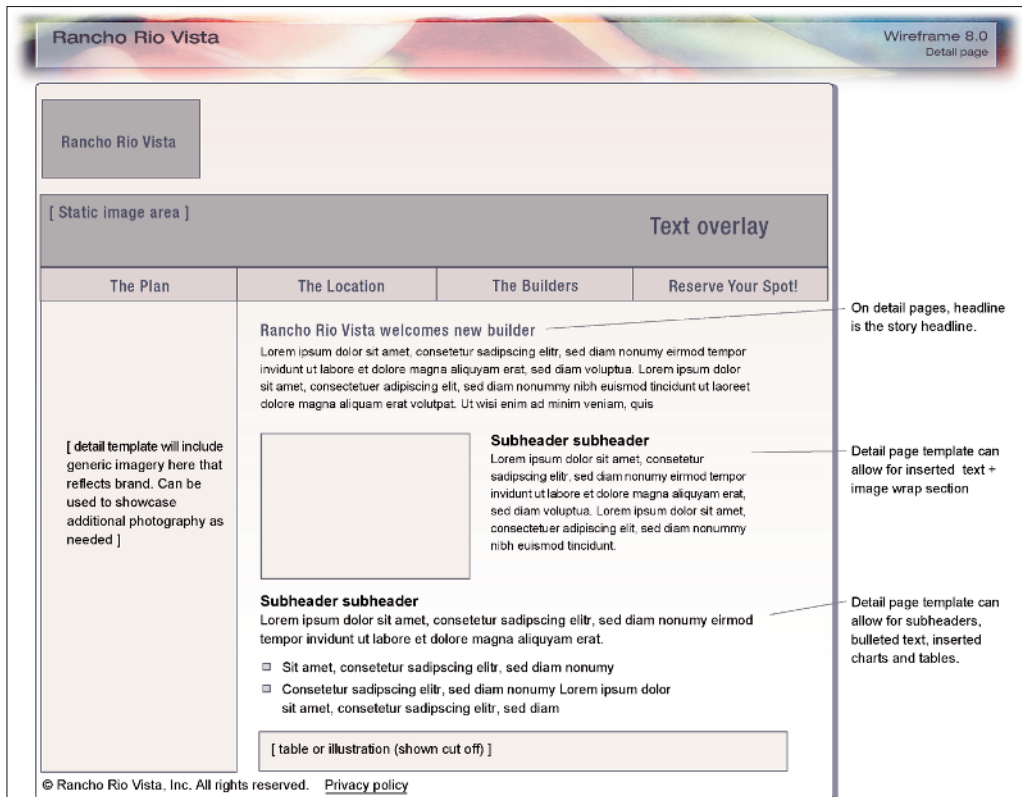 Rancho Rio Vista
Wireframe 8.0
Detail page
Rancho Rio Vista
[ Static image area ]
Text overlay
The Plan
The Location
The Builders
Reserve Your Spot!
Rancho Rio Vista welcomes new builder
Lorem ipsum dolor sit amet, consetetur sadipscing elitr, sed diam nonumy eirmod tempor
invidunt ut labore et dolore magna aliquyam erat, sed diam voluptua. Lorem ipsum dolor
sit amet, consectetuer adipiscing elit, sed diam nonummy nibh euismod tincidunt ut laoreet
dolore magna aliquam erat volutpat. Ut wisi enim ad minim veniam, quis
On detail pages, headline
is the story headline.
[ detail template will include
generic imagery here that
reflects brand. Can be
used to showcase
additional photography as
needed ]
Subheader subheader
Lorem ipsum dolor sit amet, consetetur
sadipscing elitr, sed diam nonumy eirmod tempor
invidunt ut labore et dolore magna aliquyam erat,
sed diam voluptua. Lorem ipsum dolor sit amet,
consectetuer adipiscing elit, sed diam nonummy
nibh euismod tincidunt.
Detail page template can
allow for inserted text +
image wrap section
Subheader subheader
Lorem ipsum dolor sit amet, consetetur sadipscing elitr, sed diam nonumy eirmod
tempor invidunt ut labore et dolore magna aliquyam erat.
Sit amet, consetetur sadipscing elitr, sed diam nonumy
Consetetur sadipscing elitr, sed diam nonumy Lorem ipsum dolor
sit amet, consetetur sadipscing elitr, sed diam
Detail page template can
allow for subheaders,
bulleted text, inserted
charts and tables.
[ table or illustration (shown cut off) ]
© Rancho Rio Vista, Inc. All rights reserved. Privacy policy